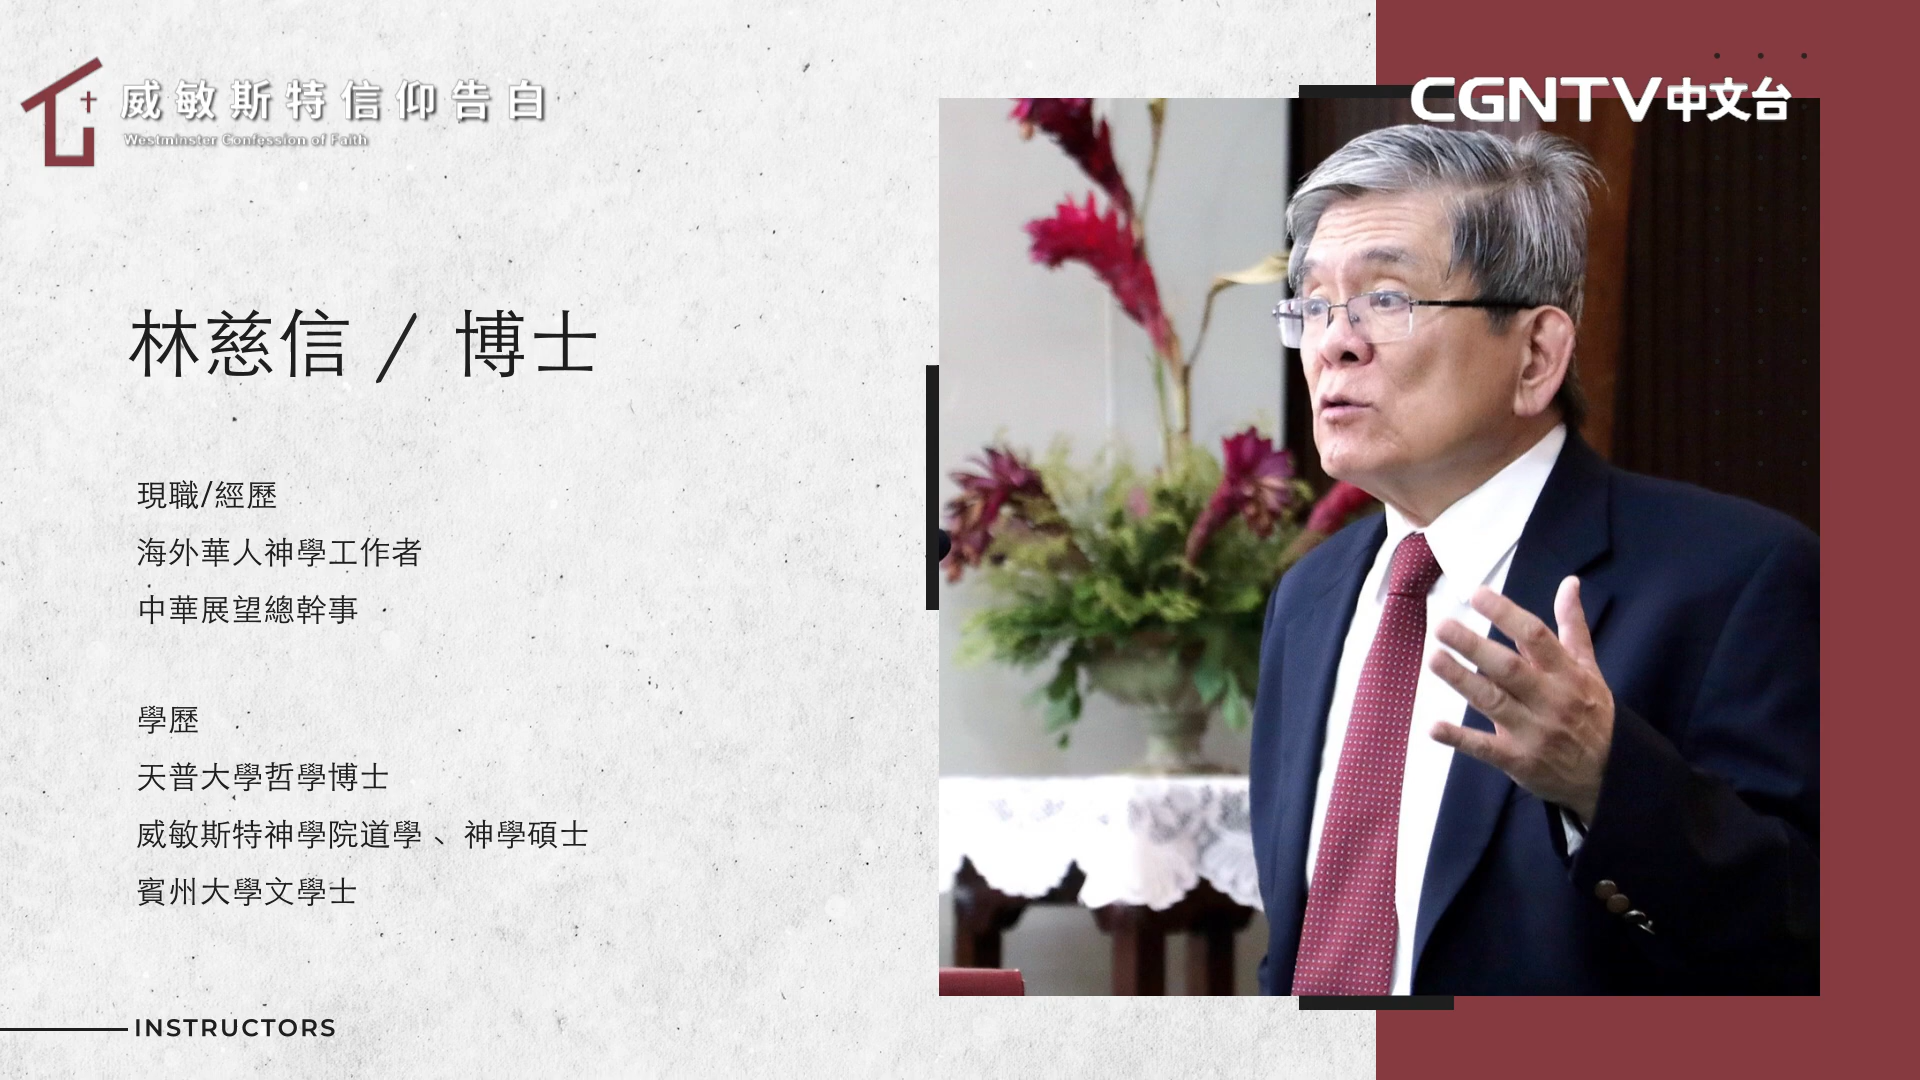 威敏斯特信仰告白
Westminster Confession of Faith
CGNTV中文台
林慈信 / 博士
現職/經歷
海外華人神學工作者
中華展望總幹事
學歷
天普大學哲學博士
威敏斯特神學院道學、神學碩士
賓州大學文學士
INSTRUCTORS